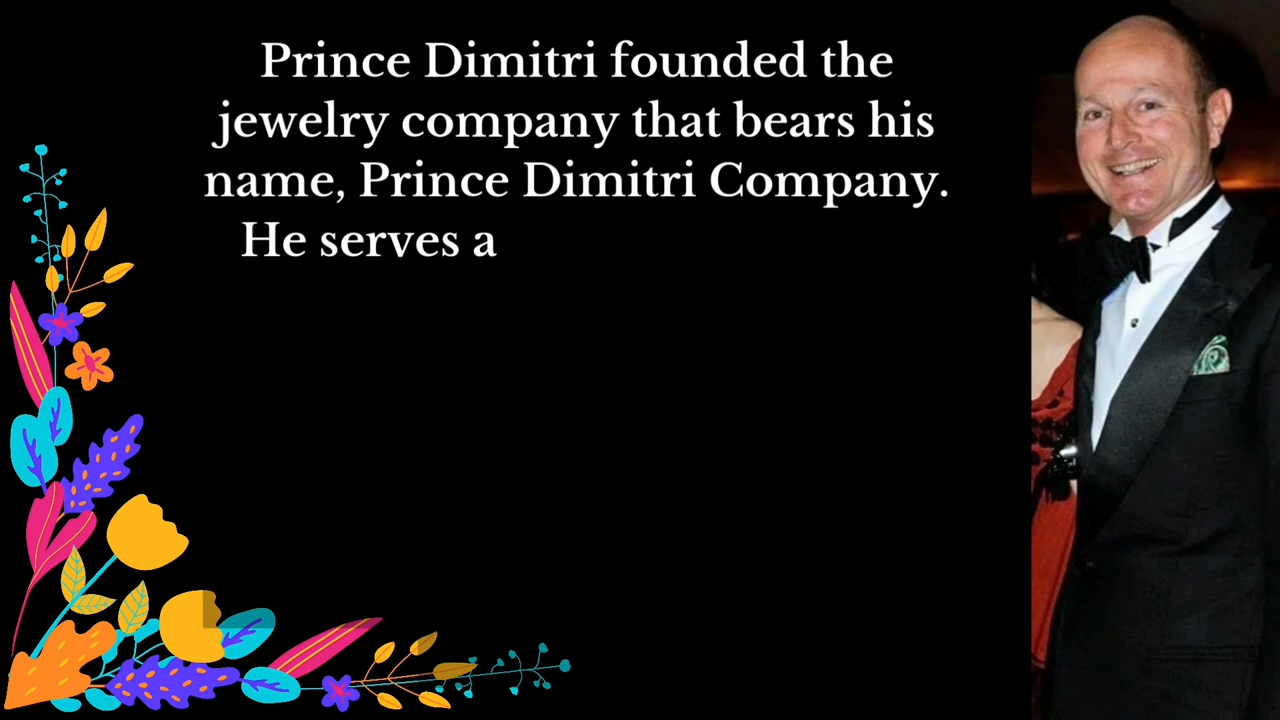 Prince Dimitri founded the
jewelry company that bears his
name, Prince Dimitri Company.
He serves a